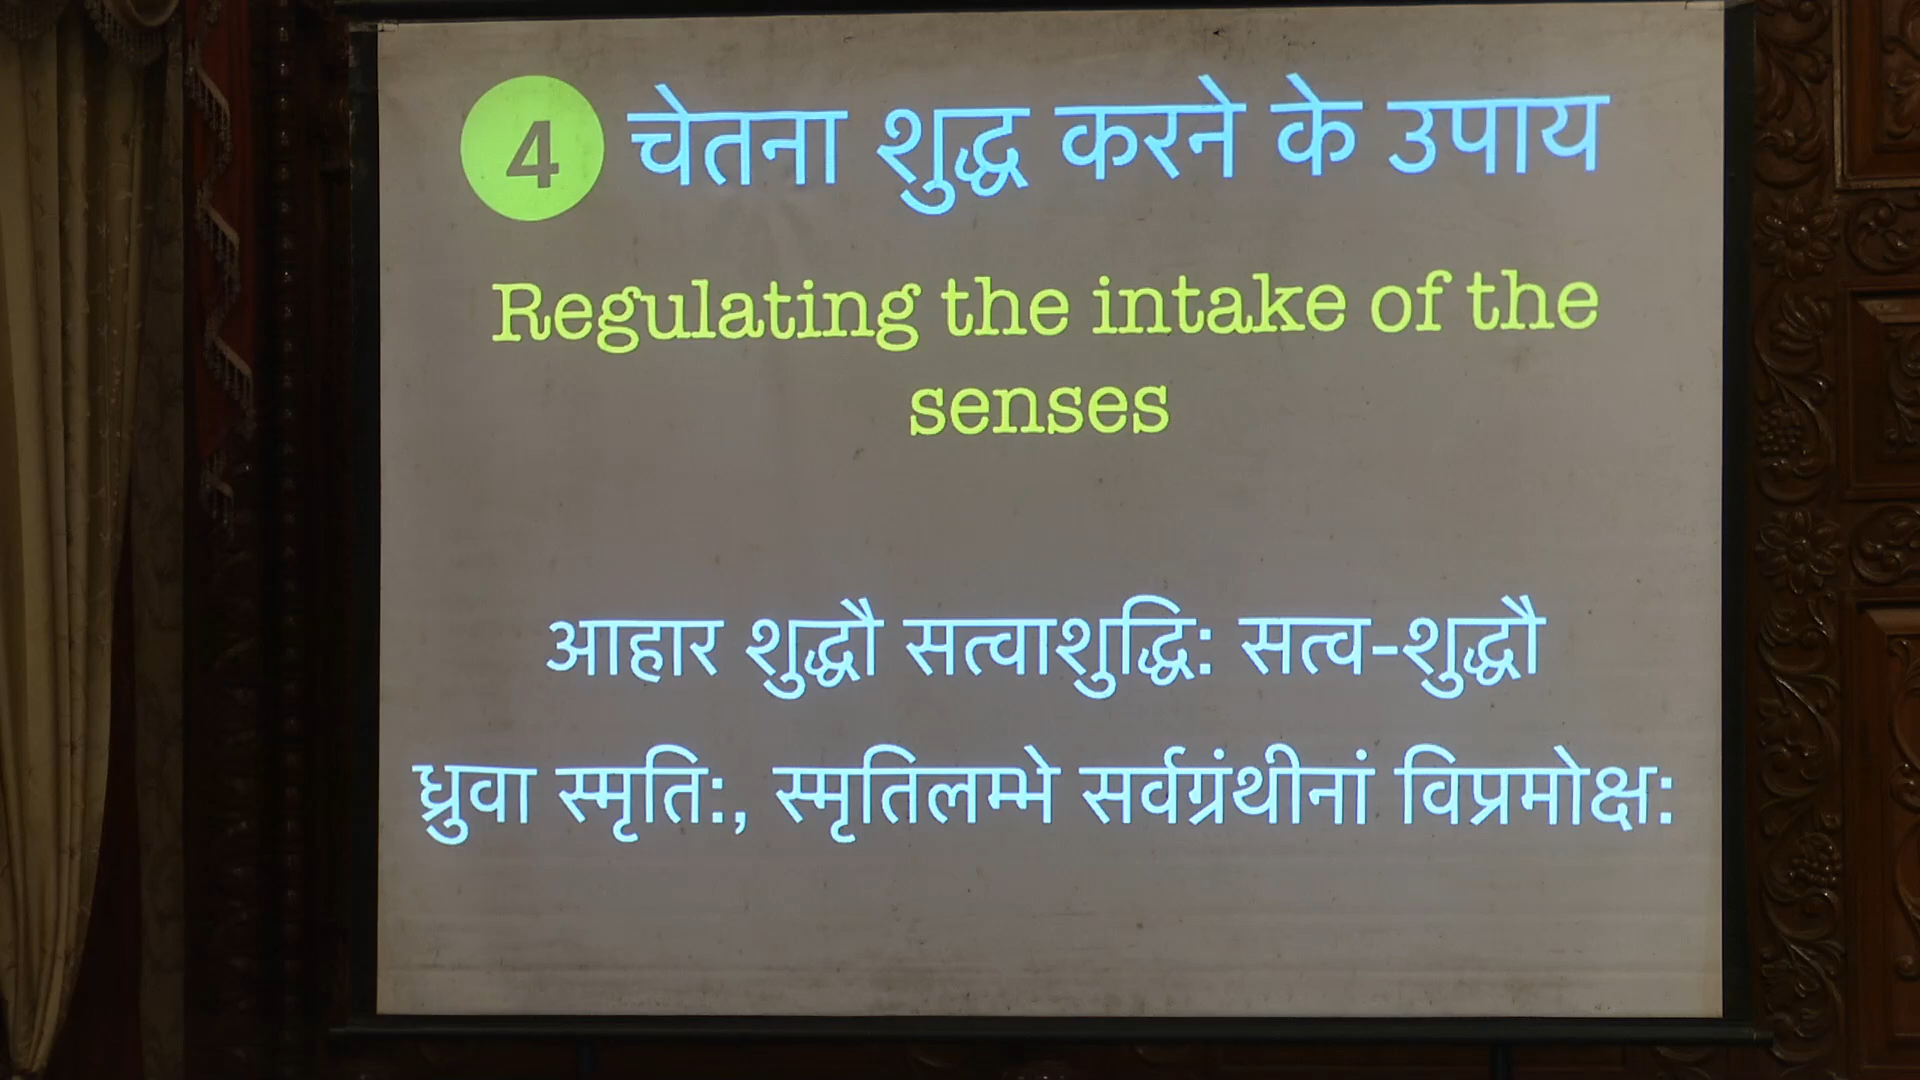 4 चेतना शुद्ध करने के उपाय
Regulating the intake of the
senses
आहार शुद्धौ सत्वाशुद्धि: सत्व-शुद्धौ
ध्रुवा स्मृति:, स्मृतिलम्भे सर्वग्रंथीनां विप्रमोक्ष: